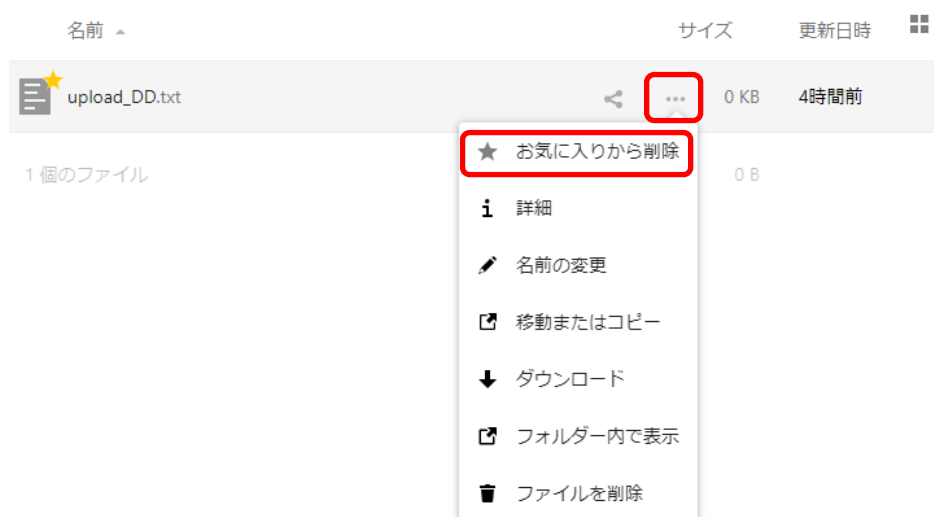 名前 ▲ サイズ 更新日時
upload_DD.txt ••• 0 KB 4時間前
お気に入りから削除
1 個のファイル 0 B
詳細
名前の変更
移動またはコピー
ダウンロード
フォルダー内で表示
ファイルを削除